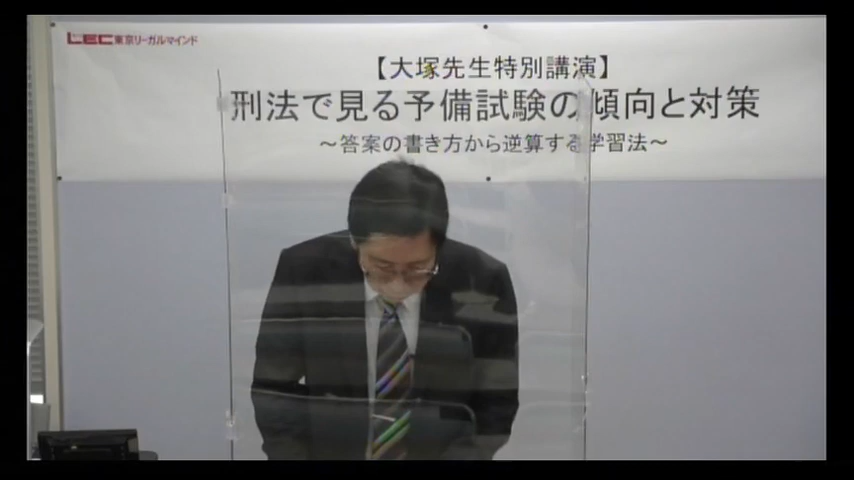 LEC東京リーガルマインド
【大塚先生特別講演】
刑法で見る予備試験の傾向と対策
～答案の書き方から逆算する学習法～